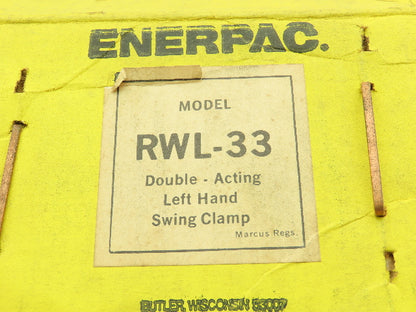 ENERPAC.
MODEL
RWL-33
Double - Acting
Left Hand
Swing Clamp
Marcus Regs.
BUTLER, WISCONSIN 53007